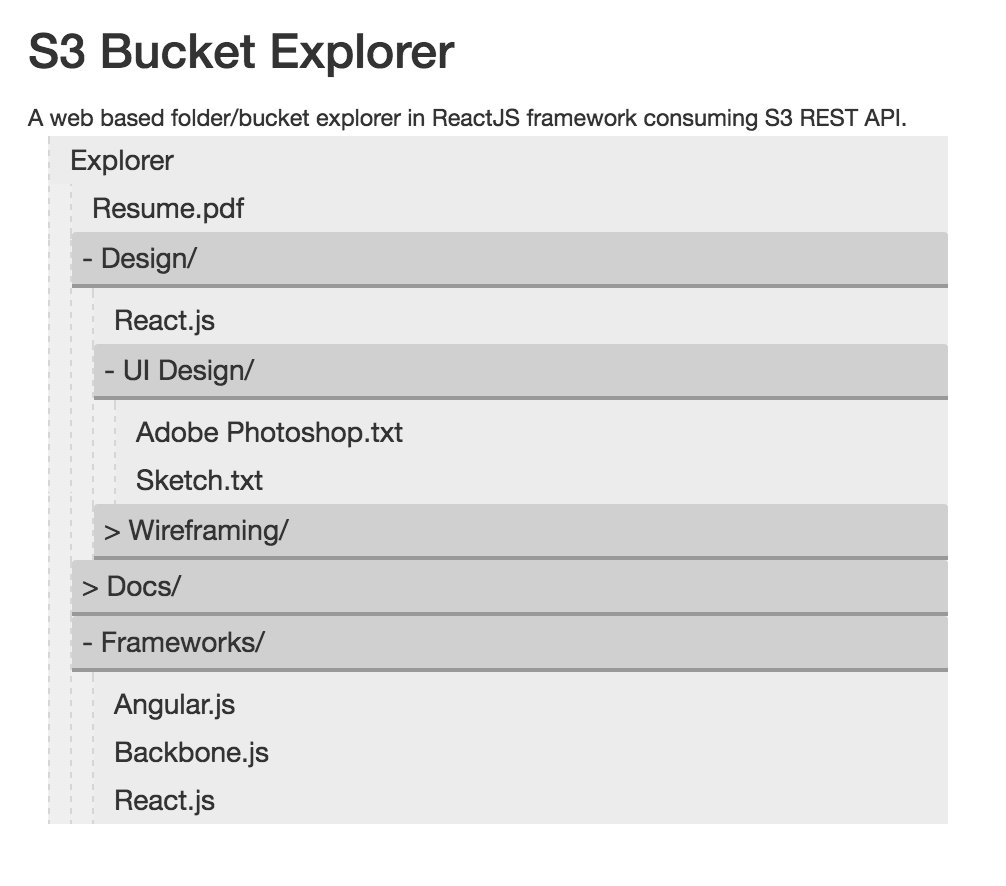 S3 Bucket Explorer
A web based folder/bucket explorer in ReactJS framework consuming S3 REST API.
Explorer
Resume.pdf
- Design/
React.js
- UI Design/
Adobe Photoshop.txt
Sketch.txt
> Wireframing/
> Docs/
- Frameworks/
Angular.js
Backbone.js
React.js